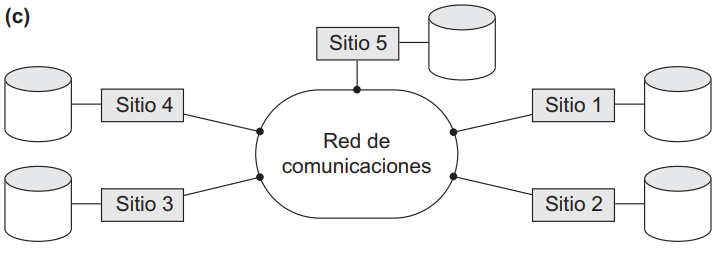 (c)
Sitio 5
Sitio 4
Sitio 1
Red de
comunicaciones
Sitio 3
Sitio 2